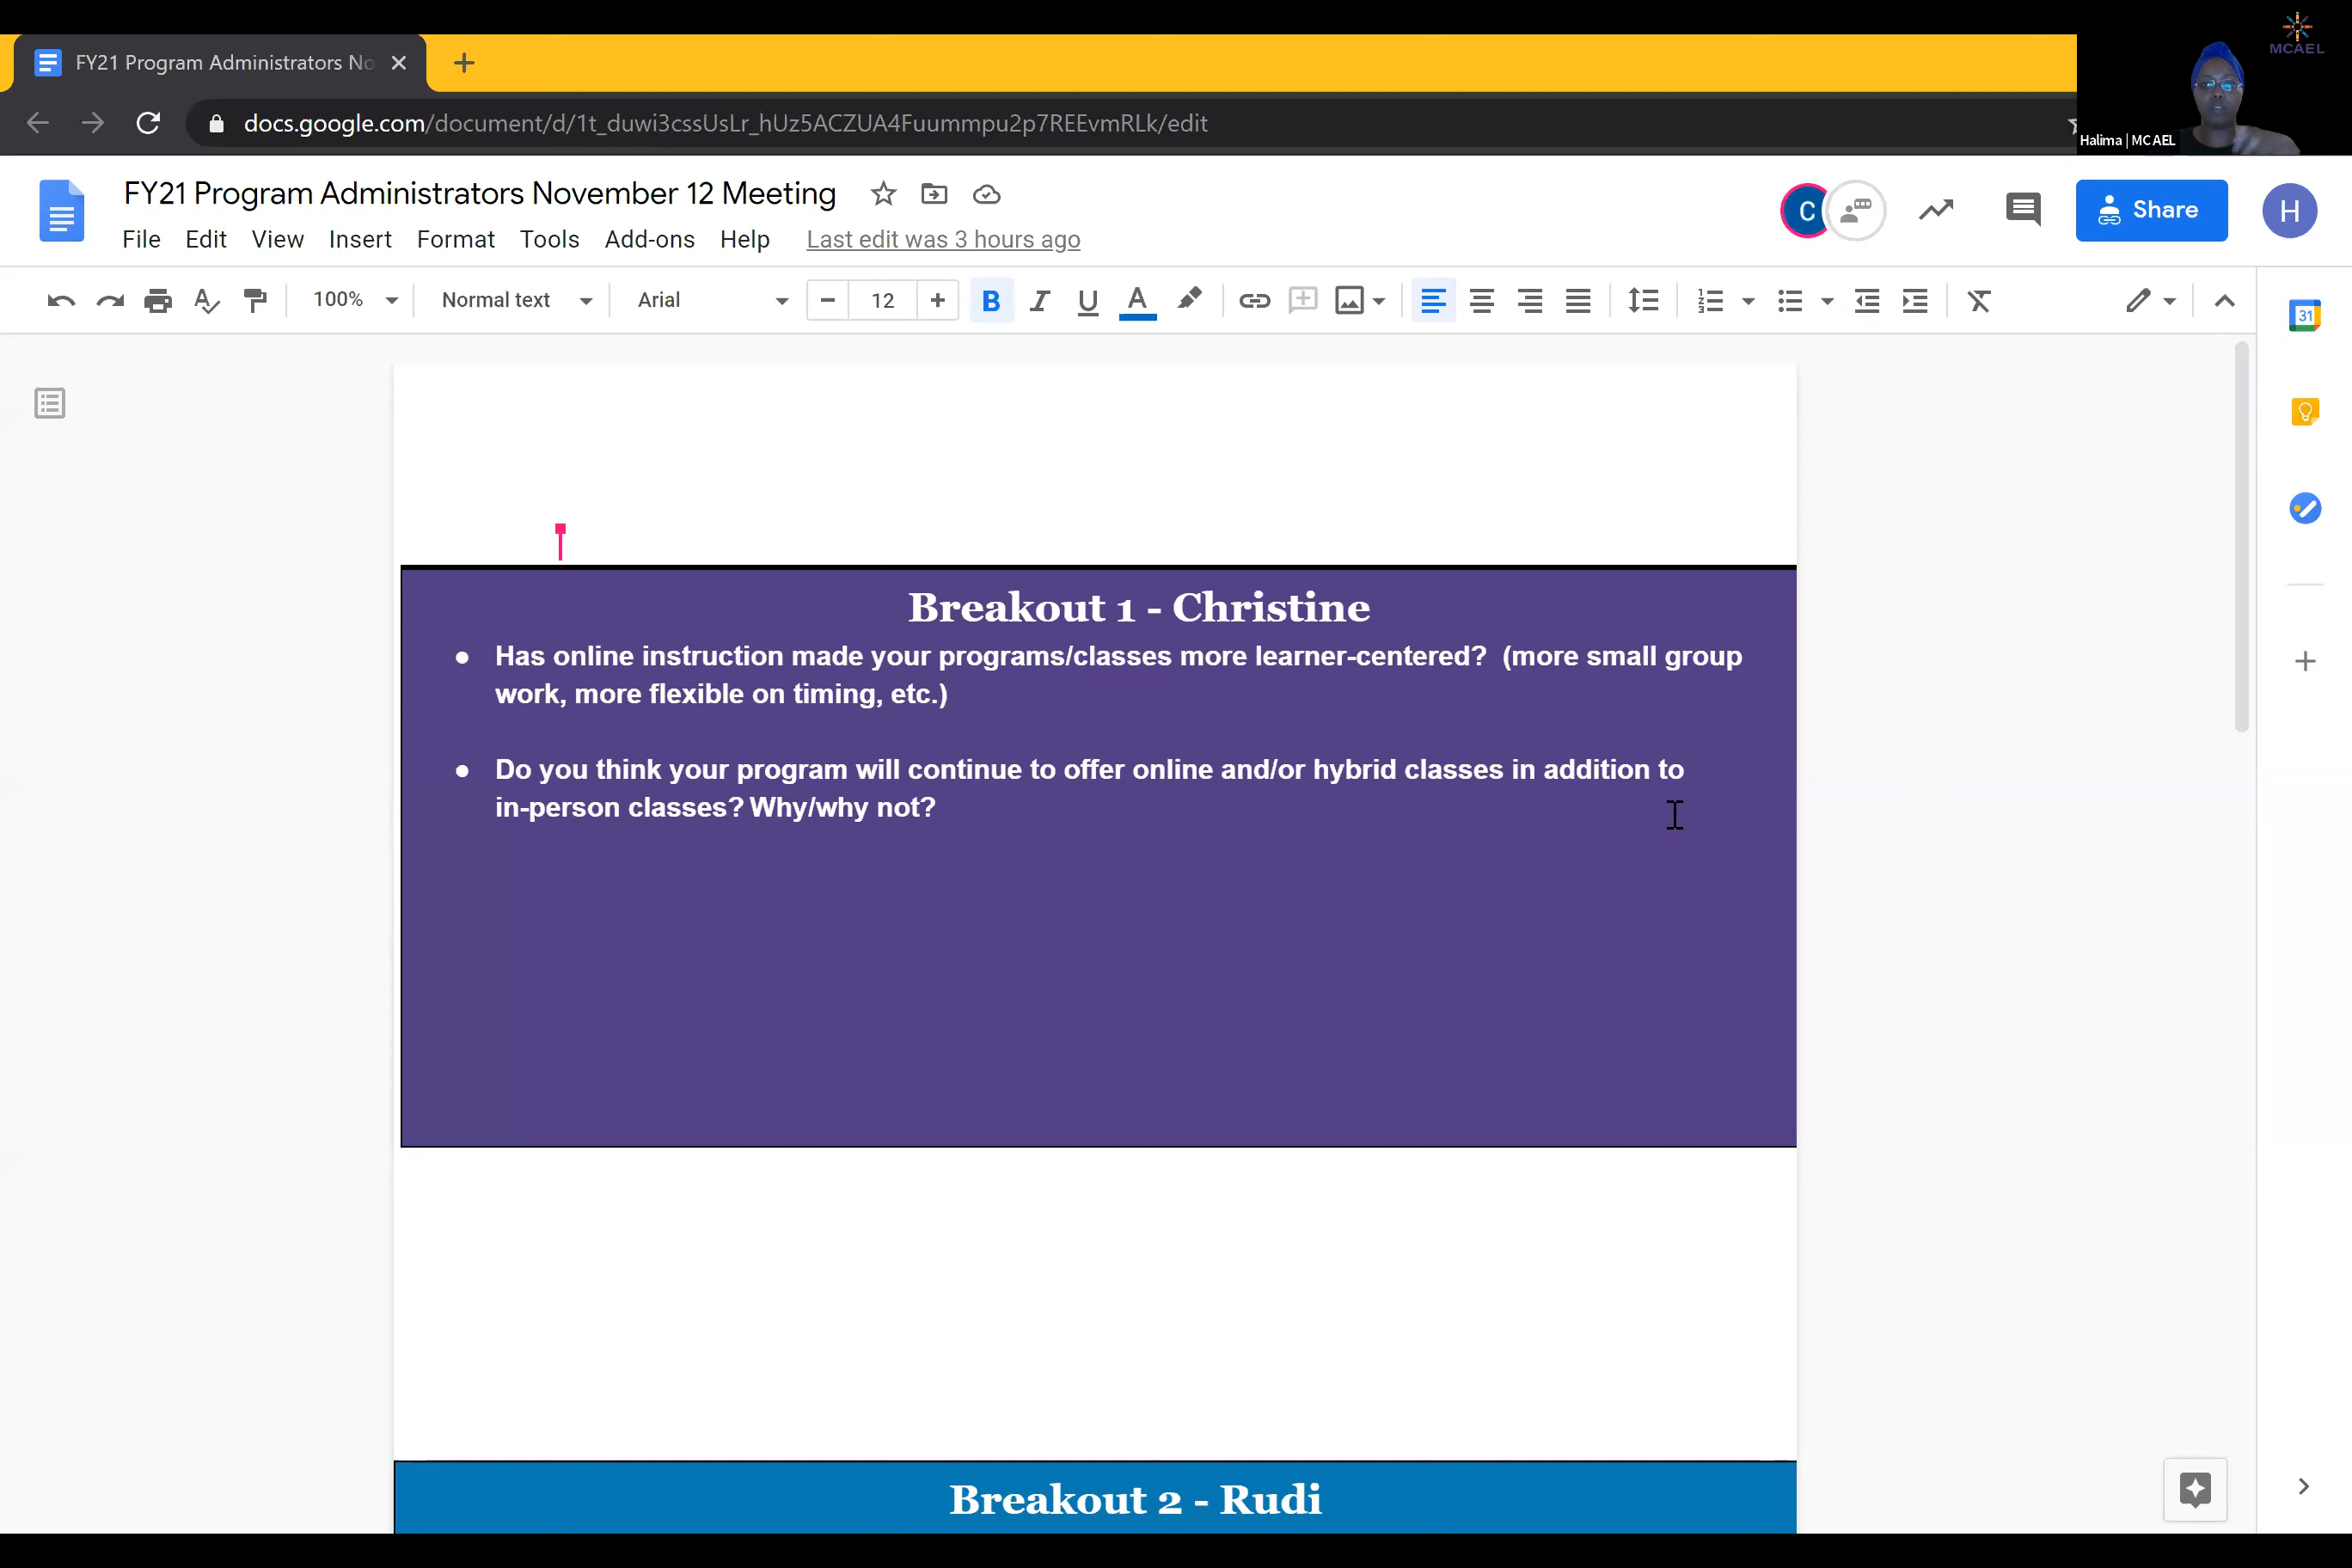 MCAEL
FY21 Program Administrators No
docs.google.com/document/d/1t_duwi3cssUsLr_hUz5ACZUA4Fuummpu2p7REEvmRLk/edit
Halima | MCAEL
FY21 Program Administrators November 12 Meeting
C
Share
H
File Edit View Insert Format Tools Add-ons Help Last edit was 3 hours ago
100% Normal text Arial 12 B I U A
31
Breakout 1 - Christine
● Has online instruction made your programs/classes more learner-centered? (more small group
work, more flexible on timing, etc.)
● Do you think your program will continue to offer online and/or hybrid classes in addition to
in-person classes? Why/why not?
Breakout 2 - Rudi